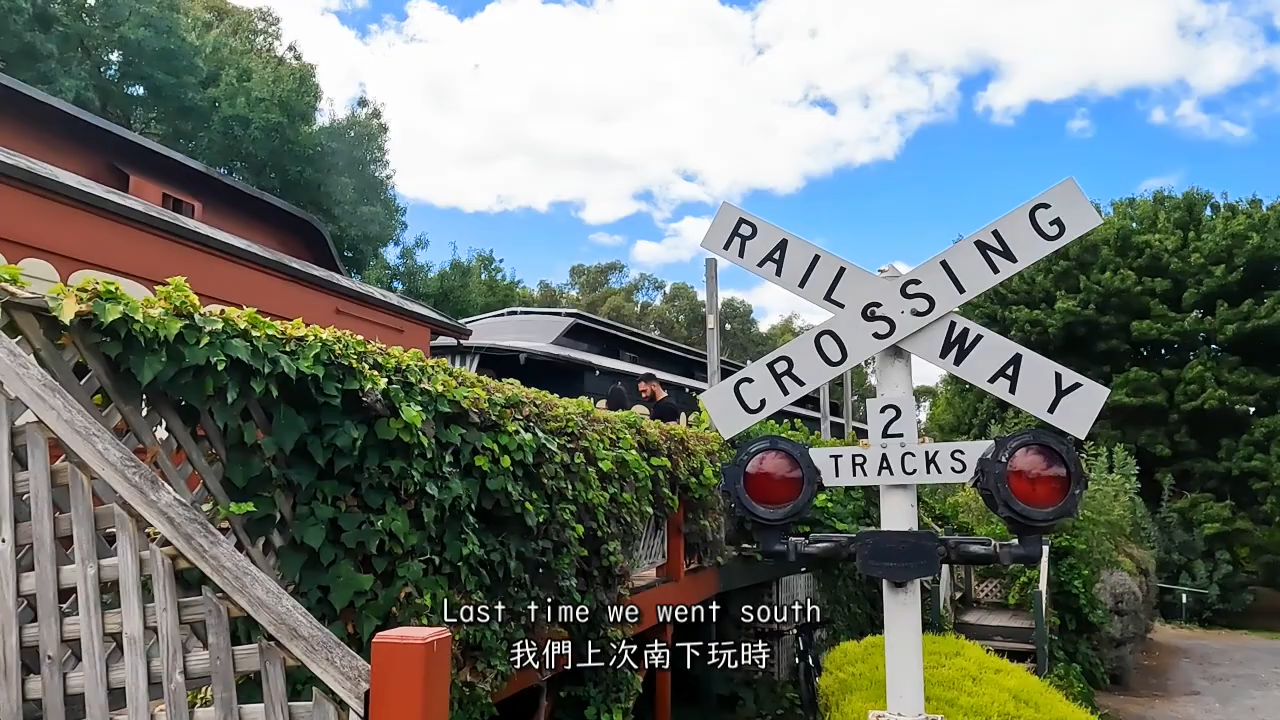 RAILWAY
CROSSING
2
TRACKS
Last time we went south
我們上次南下玩時